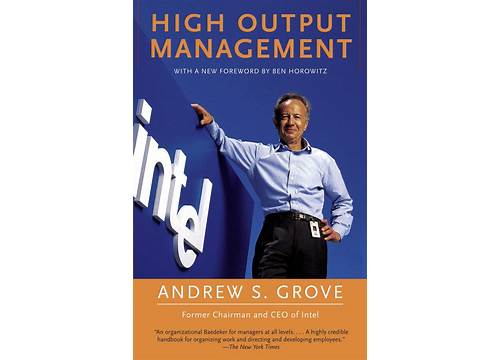 HIGH OUTPUT
MANAGEMENT
WITH A NEW FOREWORD BY BEN HOROWITZ
intel
ANDREW S. GROVE
Former Chairman and CEO of Intel
"An organizational Baedeker for managers at all levels. . . . A highly credible
handbook for organizing work and directing and developing employees."
—The New York Times